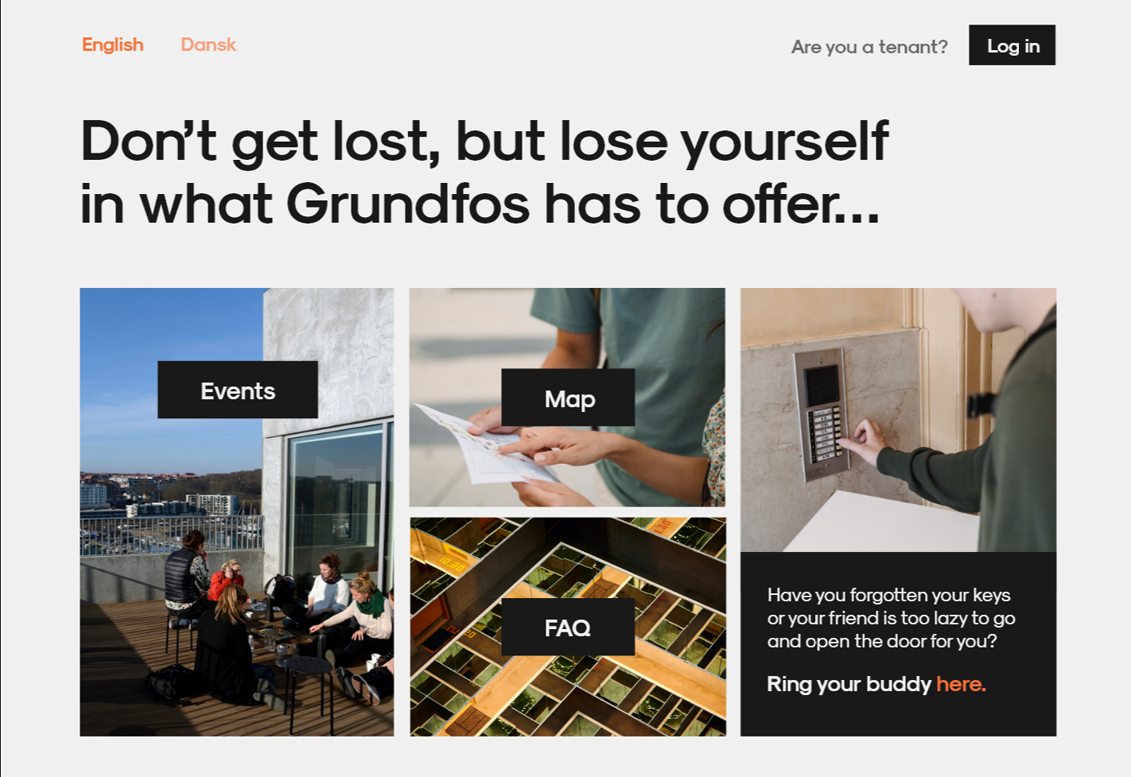 English Dansk
Are you a tenant? Log in
Don’t get lost, but lose yourself
in what Grundfos has to offer...
Events
Map
FAQ
Have you forgotten your keys
or your friend is too lazy to go
and open the door for you?
Ring your buddy here.